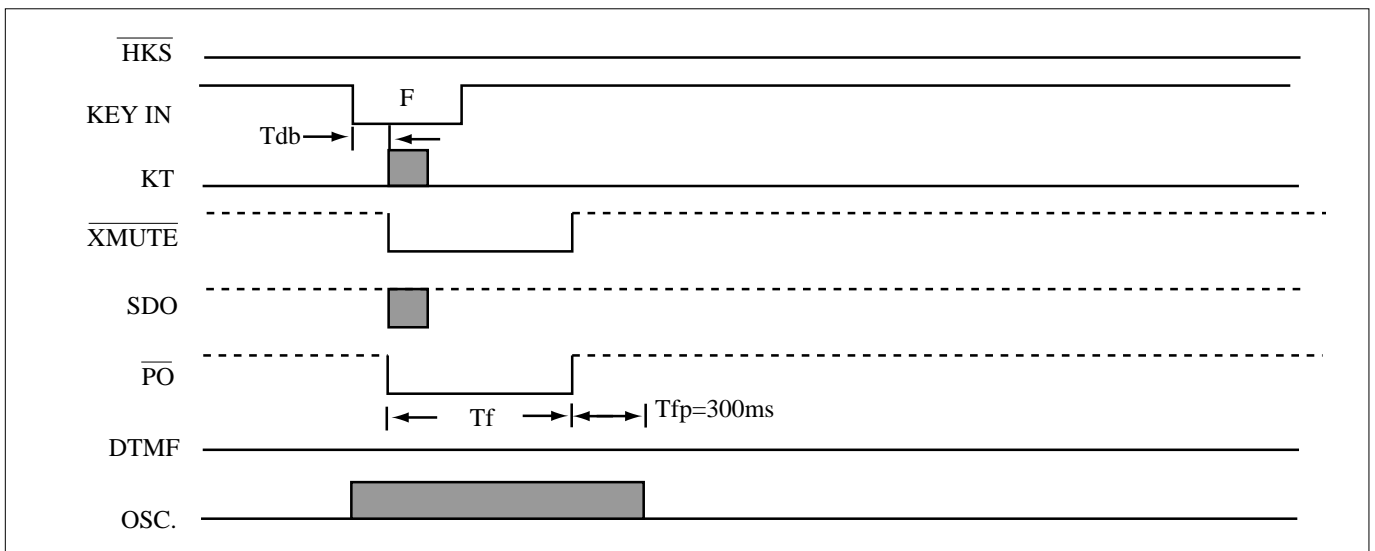 HKS
F
KEY IN
Tdb
KT
XMUTE
SDO
PO
Tf
Tfp=300ms
DTMF
OSC.